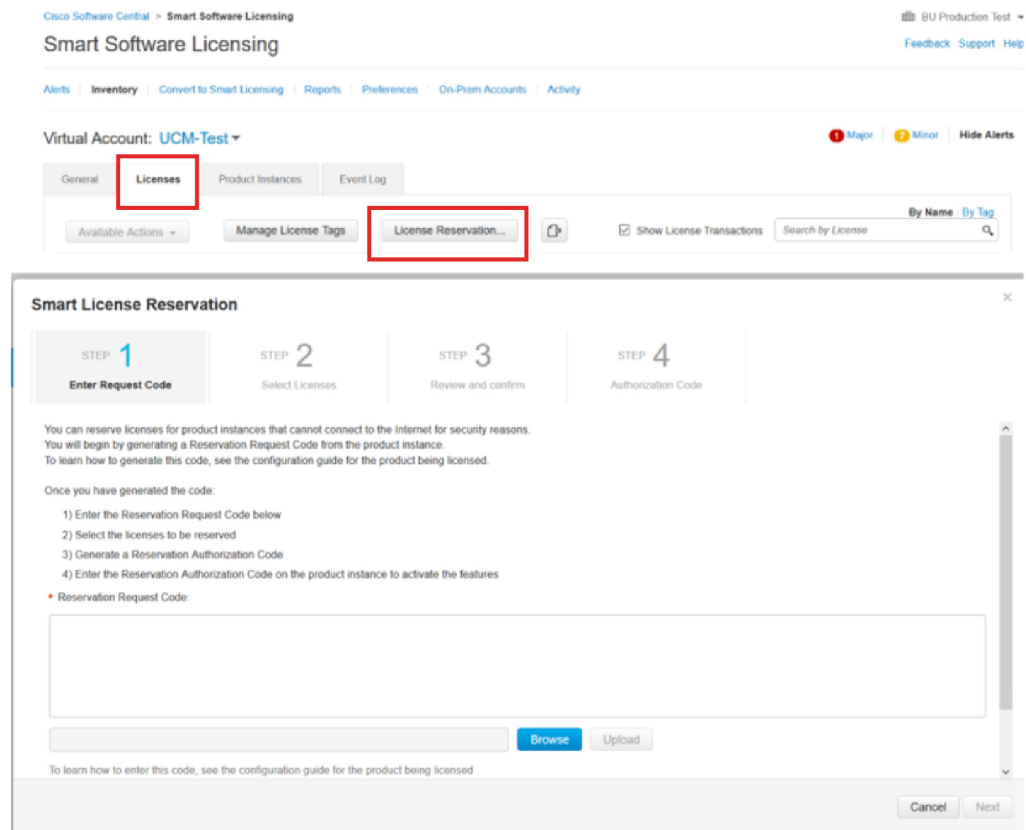 Cisco Software Central > Smart Software Licensing
BU Production Test
Smart Software Licensing
Feedback Support Help
Alerts Inventory Convert to Smart Licensing Reports Preferences On-Prem Accounts Activity
Virtual Account: UCM-Test
1 Major 7 Minor Hide Alerts
General Licenses Product Instances Event Log
By Name By Tag
Available Actions Manage License Tags License Reservation... Show License Transactions Search by License
Smart License Reservation
STEP 1 STEP 2 STEP 3 STEP 4
Enter Request Code Select Licenses Review and confirm Authorization Code
You can reserve licenses for product instances that cannot connect to the Internet for security reasons.
You will begin by generating a Reservation Request Code from the product instance.
To learn how to generate this code, see the configuration guide for the product being licensed.
Once you have generated the code:
1) Enter the Reservation Request Code below
2) Select the licenses to be reserved
3) Generate a Reservation Authorization Code
4) Enter the Reservation Authorization Code on the product instance to activate the features
* Reservation Request Code:
Browse Upload
To learn how to enter this code, see the configuration guide for the product being licensed
Cancel Next